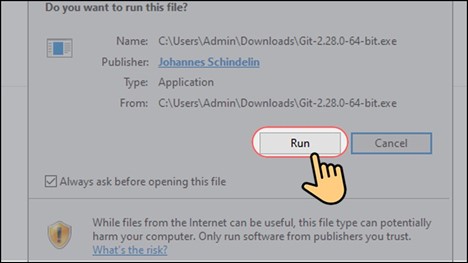 Do you want to run this file?
Name: C:\Users\Admin\Downloads\Git-2.28.0-64-bit.exe
Publisher: Johannes Schindelin
Type: Application
From: C:\Users\Admin\Downloads\Git-2.28.0-64-bit.exe
Run Cancel
Always ask before opening this file
While files from the Internet can be useful, this file type can potentially
harm your computer. Only run software from publishers you trust.
What's the risk?